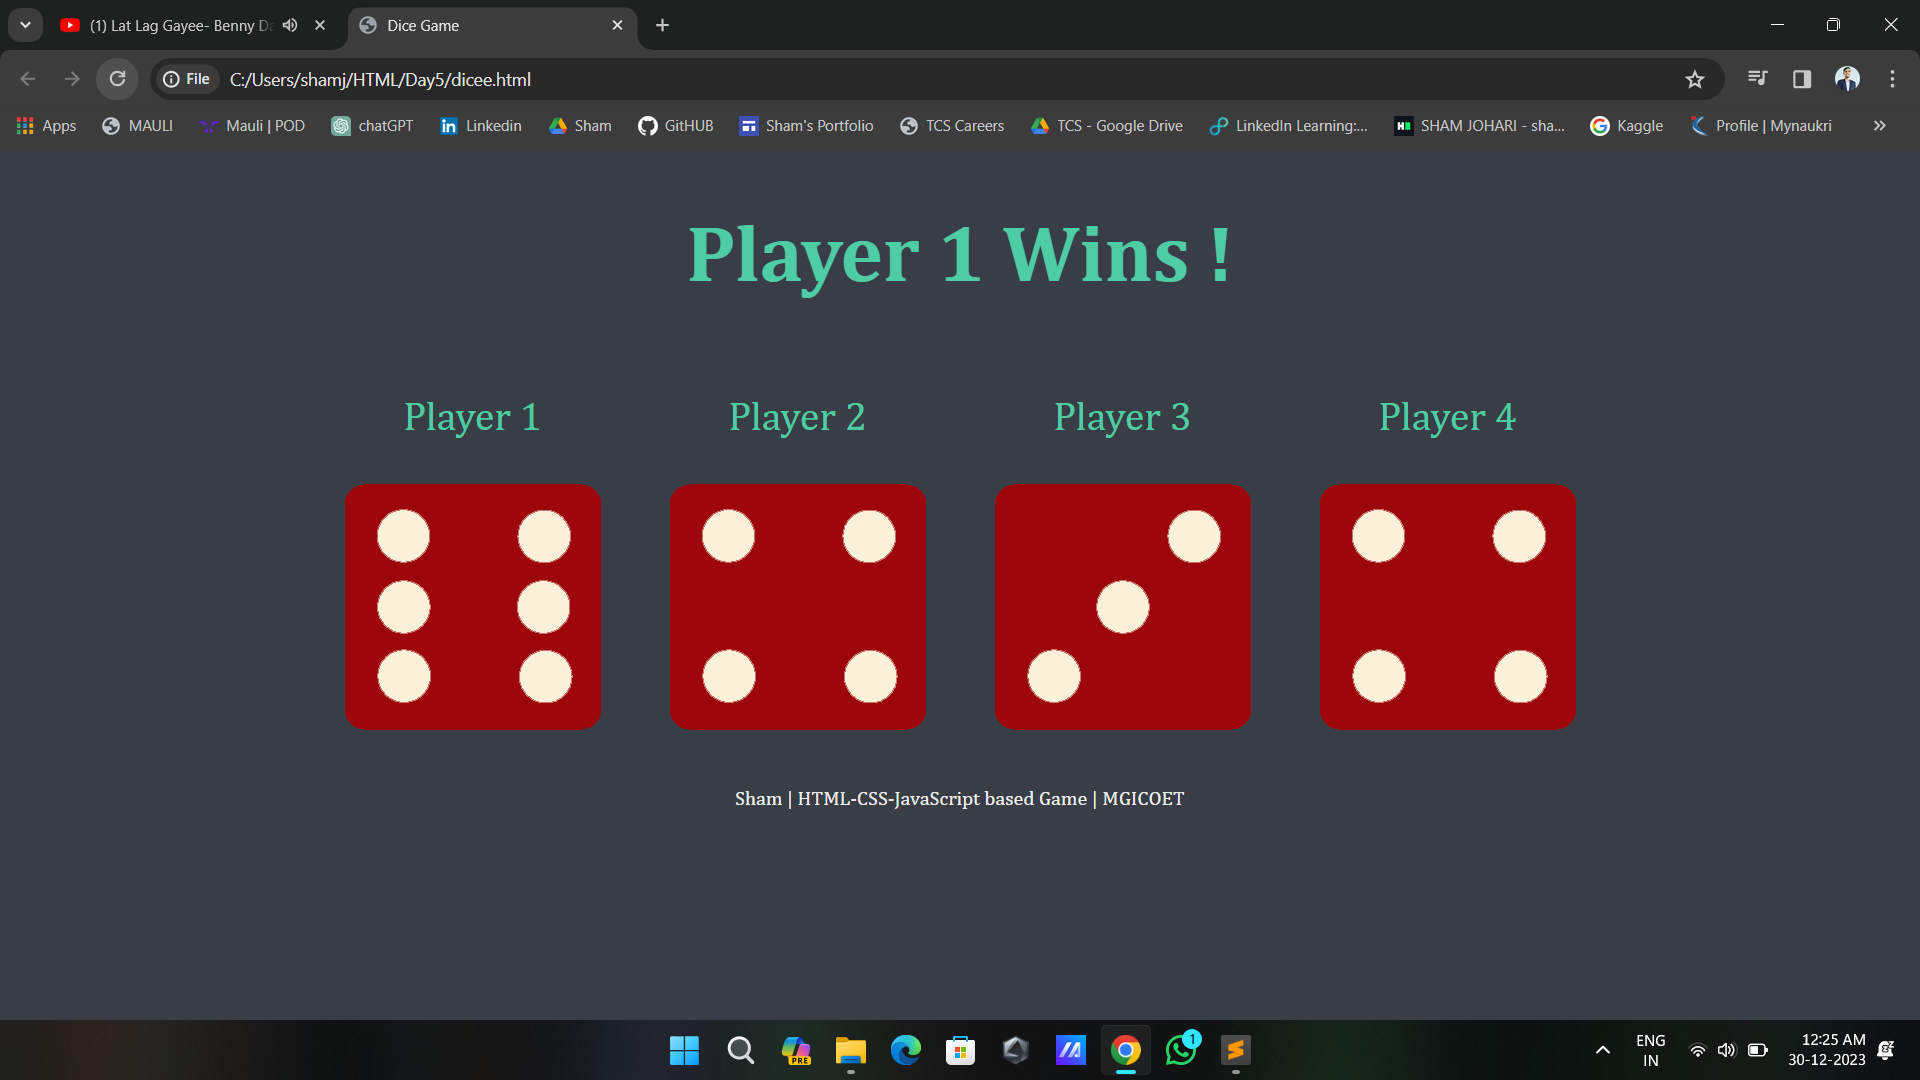 (1) Lat Lag Gayee- Benny Da
Dice Game
File
C:/Users/shamj/HTML/Day5/dicee.html
Apps
MAULI
Mauli | POD
chatGPT
Linkedin
Sham
GitHUB
Sham's Portfolio
TCS Careers
TCS - Google Drive
LinkedIn Learning:...
SHAM JOHARI - sha...
Kaggle
Profile | Mynaukri
Player 1 Wins !
Player 1
Player 2
Player 3
Player 4
Sham | HTML-CSS-JavaScript based Game | MGICOET
PRE
1
ENG
IN
12:25 AM
30-12-2023